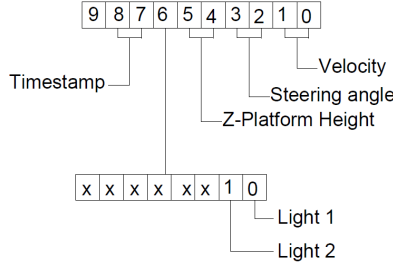 9 8 7 6 5 4 3 2 1 0
Velocity
Timestamp
Steering angle
Z-Platform Height
x x x x x x 1 0
Light 1
Light 2